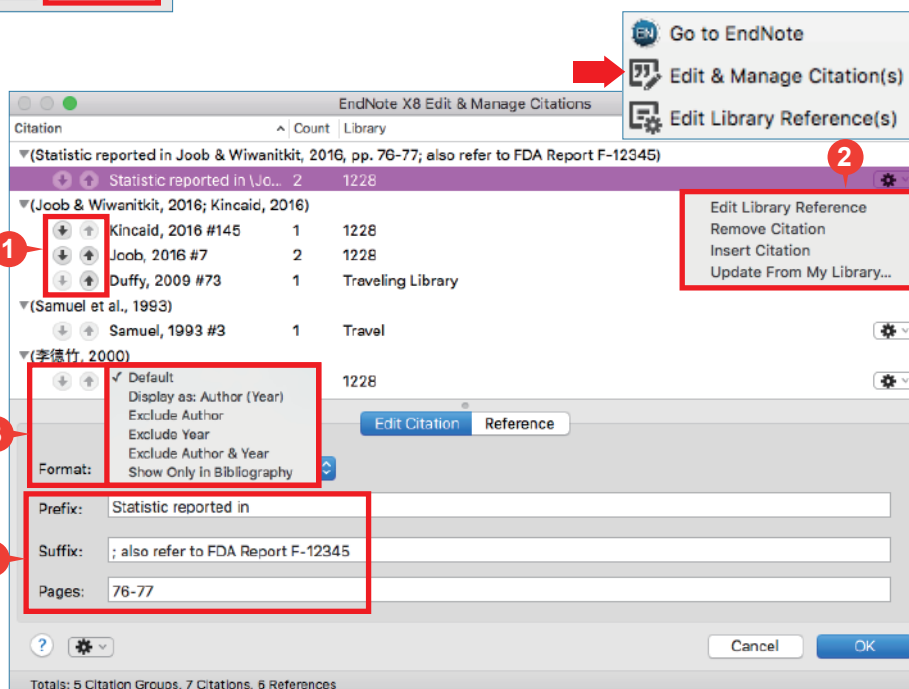 Go to EndNote
Edit & Manage Citation(s)
Edit Library Reference(s)
EndNote X8 Edit & Manage Citations
Citation Count Library
(Statistic reported in Joob & Wiwanitkit, 2016, pp. 76-77; also refer to FDA Report F-12345)
2
Statistic reported in \Jo... 2 1228
(Joob & Wiwanitkit, 2016; Kincaid, 2016)
Edit Library Reference
Remove Citation
Insert Citation
Update From My Library...
1
Kincaid, 2016 #145 1 1228
Joob, 2016 #7 2 1228
Duffy, 2009 #73 1 Traveling Library
(Samuel et al., 1993)
Samuel, 1993 #3 1 Travel
(李德竹, 2000)
1228
✓ Default
Display as: Author (Year)
Exclude Author
Exclude Year
Exclude Author & Year
Show Only in Bibliography
Edit Citation Reference
Format:
Prefix: Statistic reported in
Suffix: ; also refer to FDA Report F-12345
Pages: 76-77
? Cancel OK
Totals: 5 Citation Groups, 7 Citations, 6 References